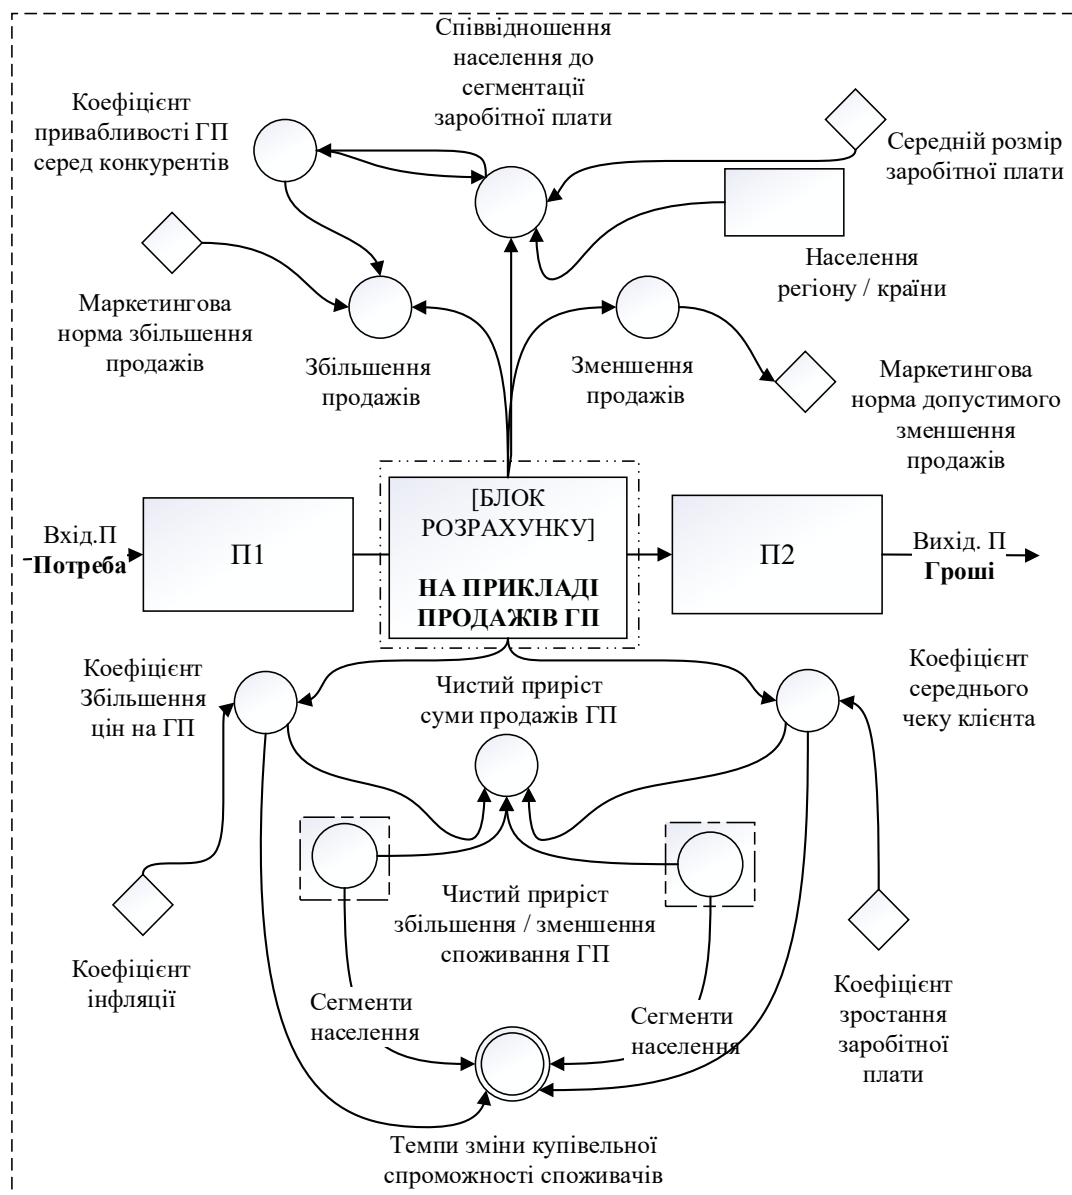 Співвідношення
населення до
сегментації
заробітної плати
Коефіцієнт
привабливості ГП
серед конкурентів
Середній розмір
заробітної плати
Населення
регіону / країни
Маркетингова
норма збільшення
продажів
Збільшення
продажів
Зменшення
продажів
Маркетингова
норма допустимого
зменшення
продажів
Вхід.П
Потреба
П1
[БЛОК
РОЗРАХУНКУ]
НА ПРИКЛАДІ
ПРОДАЖІВ ГП
П2
Вихід. П
Гроші
Коефіцієнт
Збільшення
цін на ГП
Чистий приріст
суми продажів ГП
Коефіцієнт
середнього
чеку клієнта
Чистий приріст
збільшення / зменшення
споживання ГП
Коефіцієнт
інфляції
Сегменти
населення
Сегменти
населення
Коефіцієнт
зростання
заробітної
плати
Темпи зміни купівельної
спроможності споживачів